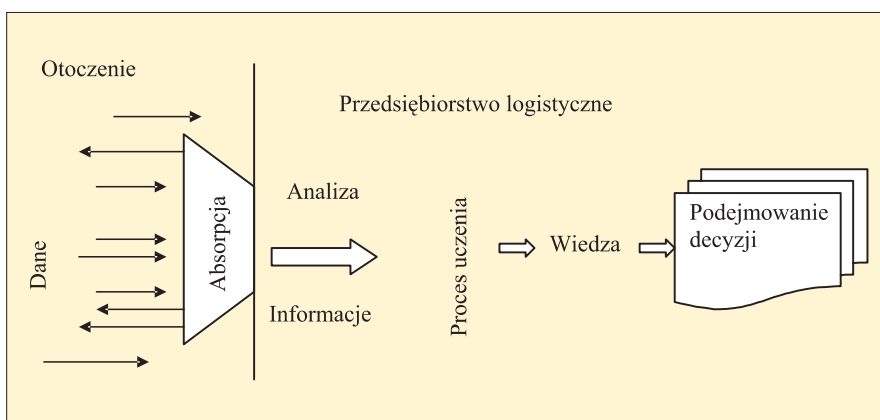 Otoczenie
Przedsiębiorstwo logistyczne
Dane
Absorpcja
Analiza
Informacje
Proces uczenia
Wiedza
Podejmowanie
decyzji